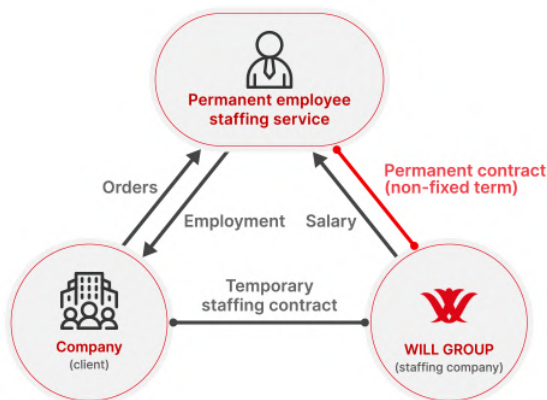 Permanent employee
staffing service
Permanent contract
(non-fixed term)
Orders
Employment
Salary
Temporary
staffing contract
Company
(client)
WILL GROUP
(staffing company)